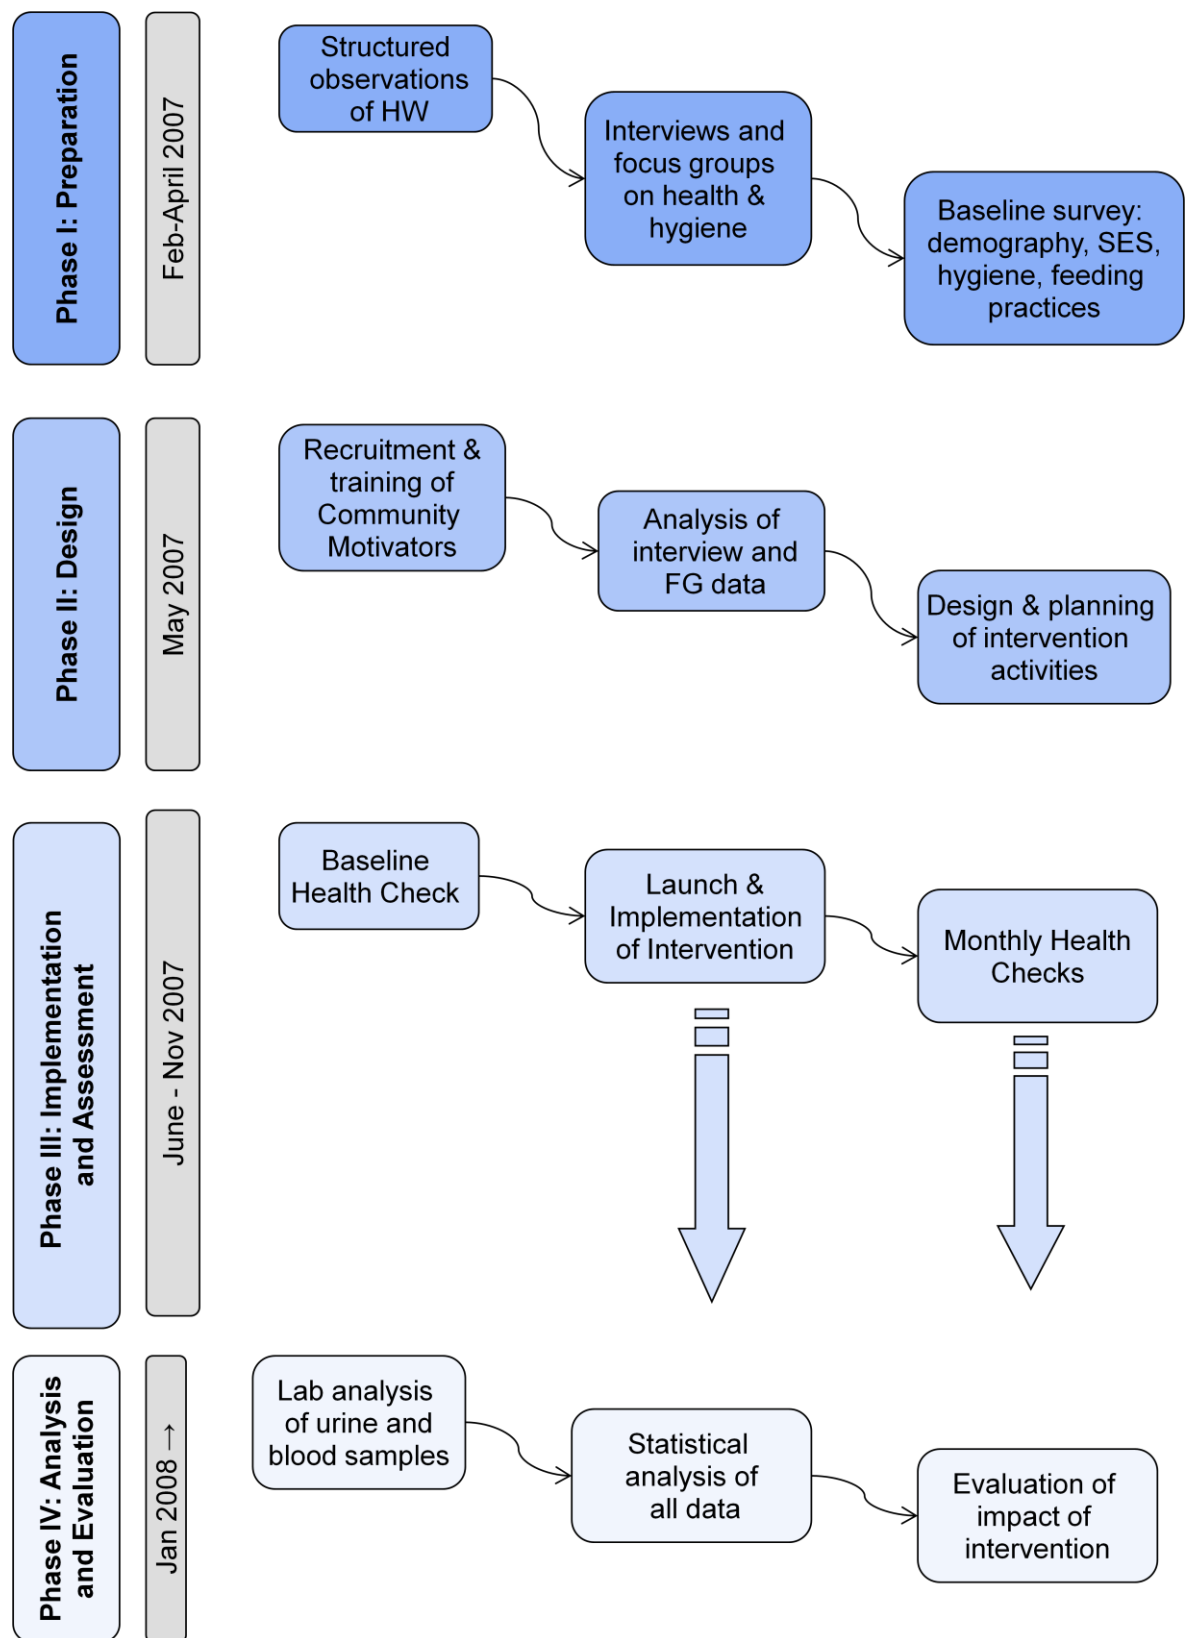 Phase I: Preparation
Feb-April 2007
Structured
observations
of HW
Interviews and
focus groups
on health &
hygiene
Baseline survey:
demography, SES,
hygiene, feeding
practices
Phase II: Design
May 2007
Recruitment &
training of
Community
Motivators
Analysis of
interview and
FG data
Design & planning
of intervention
activities
Phase III: Implementation
and Assessment
June - Nov 2007
Baseline
Health Check
Launch &
Implementation
of Intervention
Monthly Health
Checks
Phase IV: Analysis
and Evaluation
Jan 2008 →
Lab analysis
of urine and
blood samples
Statistical
analysis of
all data
Evaluation of
impact of
intervention